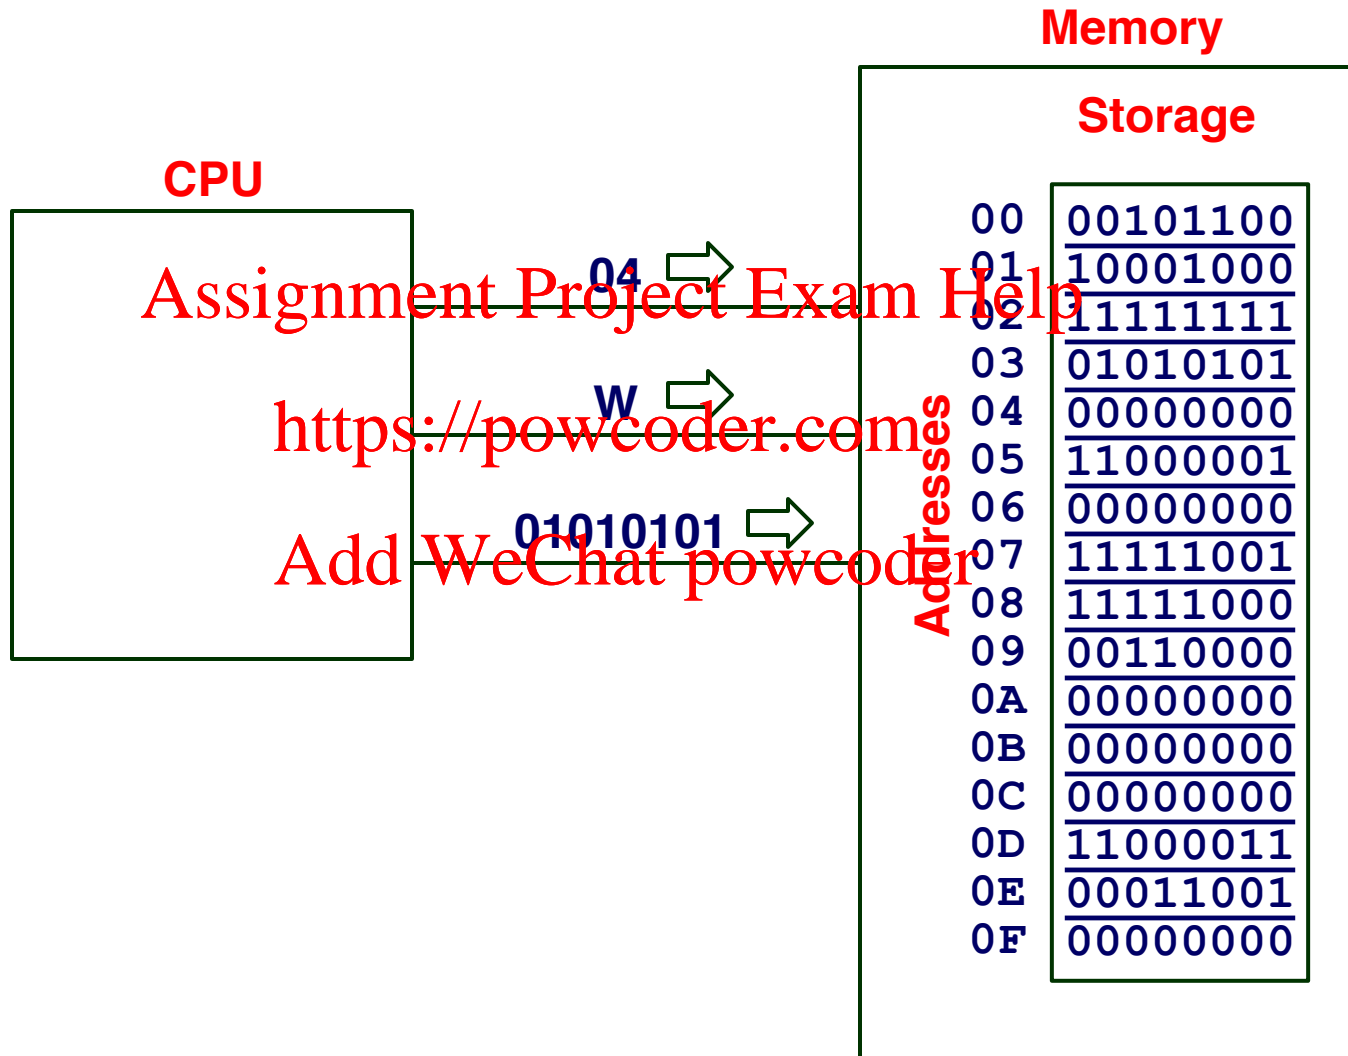 Memory
Storage
CPU
04
W
01010101
Assignment Project Exam Help
https://powcoder.com
Add WeChat powcoder
Addresses
00 00101100
01 10001000
02 11111111
03 01010101
04 00000000
05 11000001
06 00000000
07 11111001
08 11111000
09 00110000
0A 00000000
0B 00000000
0C 00000000
0D 11000011
0E 00011001
0F 00000000